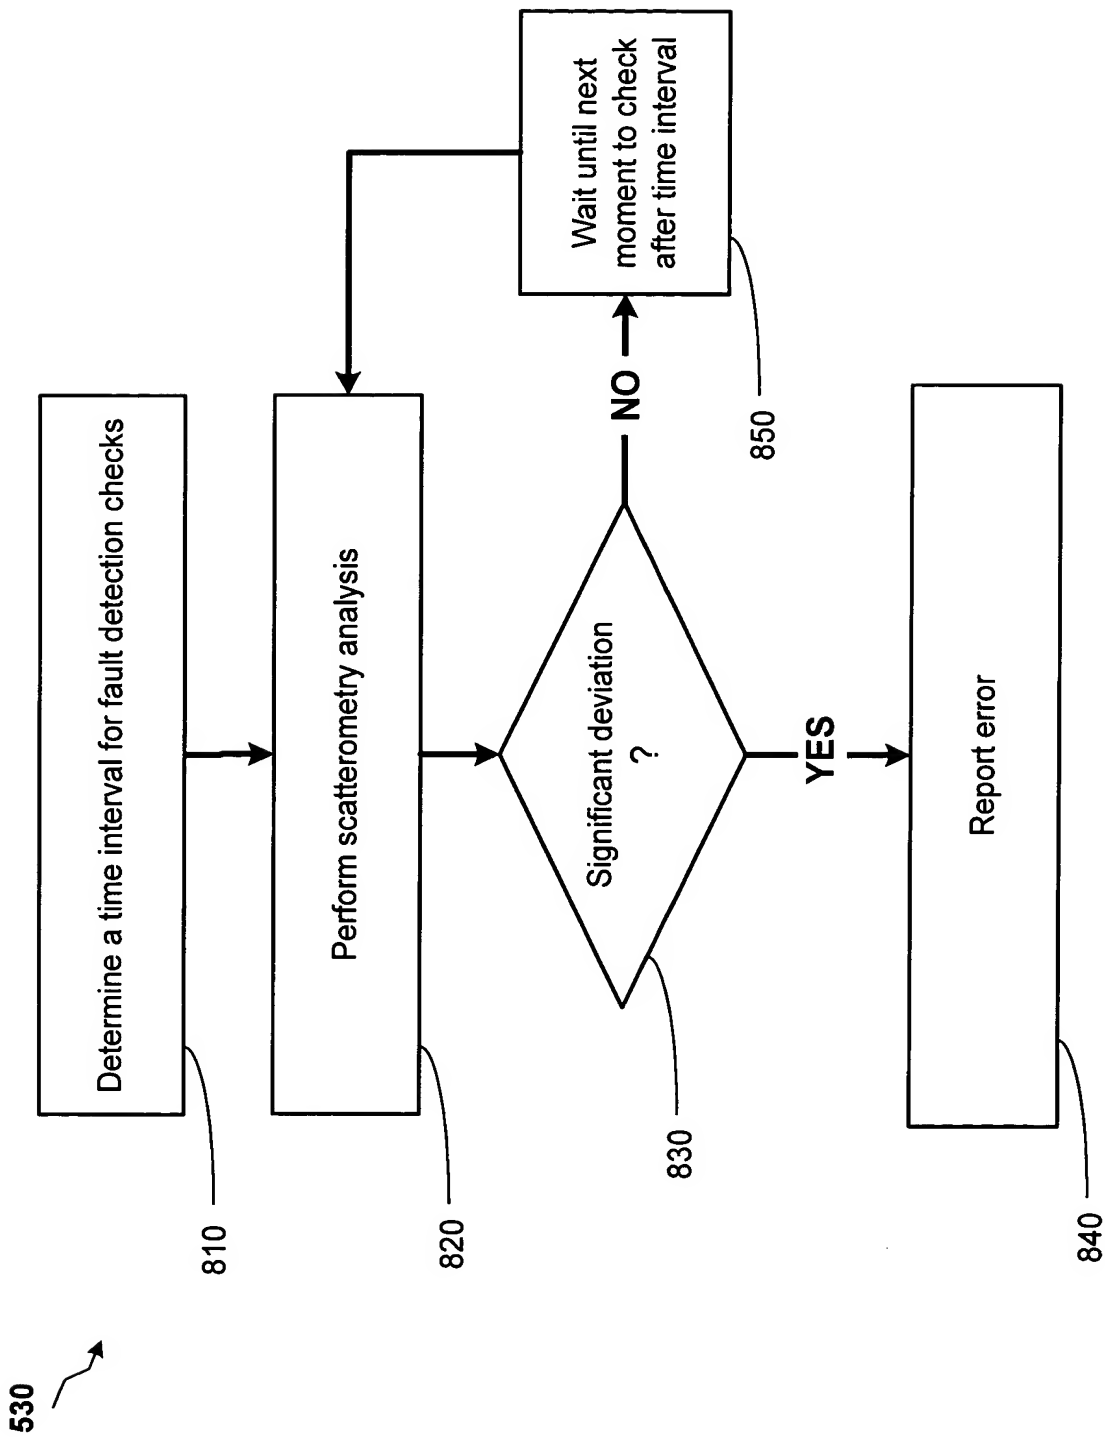 530
Determine a time interval for fault detection checks
810
Perform scatterometry analysis
820
Significant deviation
?
830
NO
Wait until next
moment to check
after time interval
850
YES
Report error
840